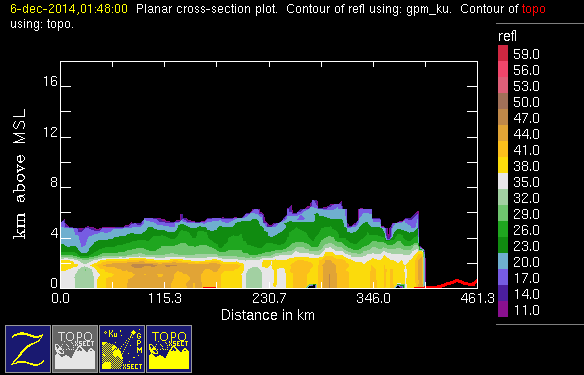 6-dec-2014,01:48:00 Planar cross-section plot. Contour of refl using: gpm_ku. Contour of topo
using: topo.
refl
59.0
56.0
53.0
50.0
47.0
44.0
41.0
38.0
35.0
32.0
29.0
26.0
23.0
20.0
17.0
14.0
11.0
km above MSL
16
12
8
4
0
0.0 115.3 230.7 346.0 461.3
Distance in km
Z
TOPO
XSECT
"Ku"
GPM
XSECT
TOPO
XSECT